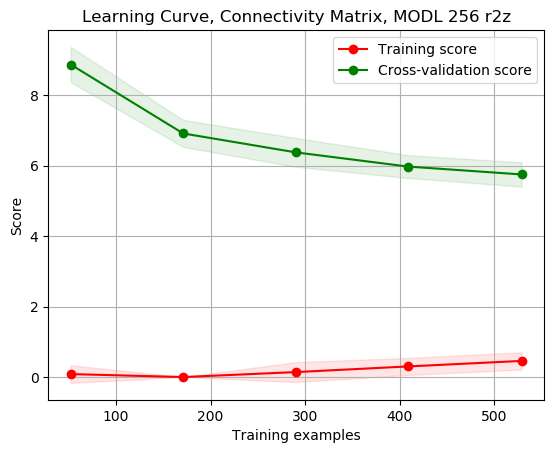 Learning Curve, Connectivity Matrix, MODL 256 r2z
Training score
Cross-validation score
Score
8
6
4
2
0
100 200 300 400 500
Training examples